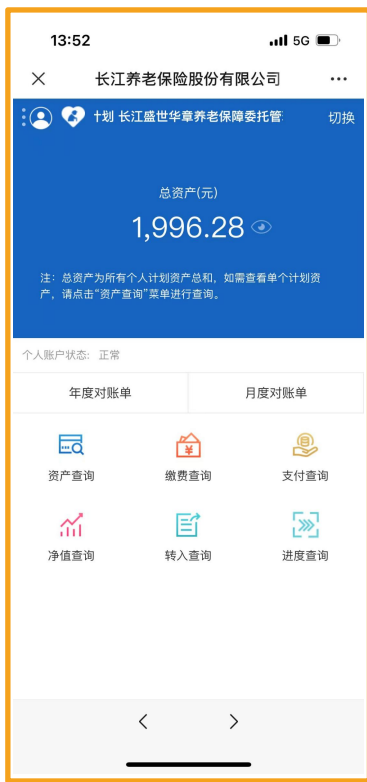 13:52
5G
长江养老保险股份有限公司
十划 长江盛世华章养老保障委托管
切换
总资产(元)
1,996.28
注：总资产为所有个人计划资产总和，如需查看单个计划资
产，请点击“资产查询”菜单进行查询。
个人账户状态: 正常
年度对账单
月度对账单
资产查询
缴费查询
支付查询
净值查询
转入查询
进度查询